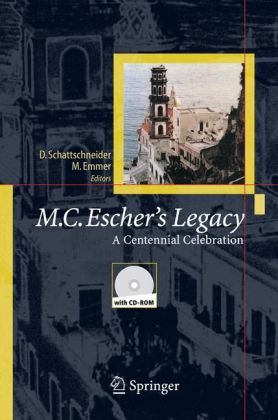 D. Schattschneider
M. Emmer
Editors
M.C. Escher's Legacy
A Centennial Celebration
with CD-ROM
Springer